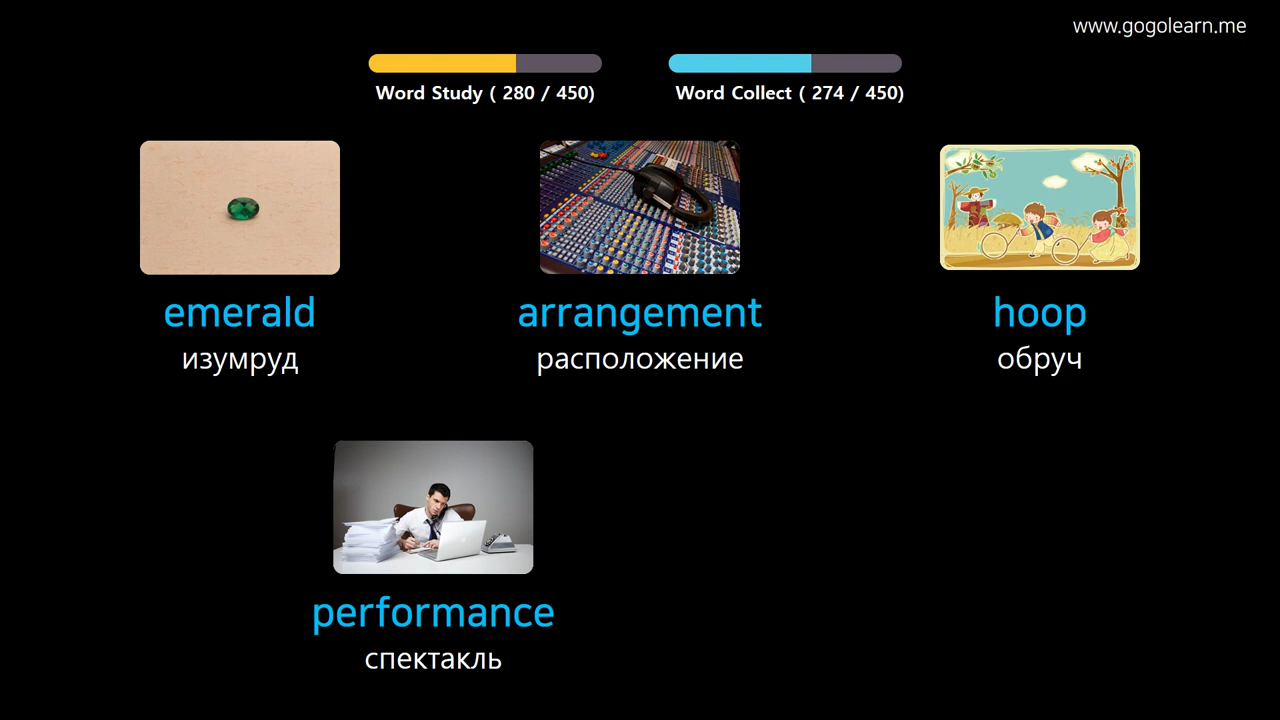 www.gogolearn.me
Word Study ( 280 / 450)
Word Collect ( 274 / 450)
emerald
изумруд
arrangement
расположение
hoop
обруч
performance
спектакль